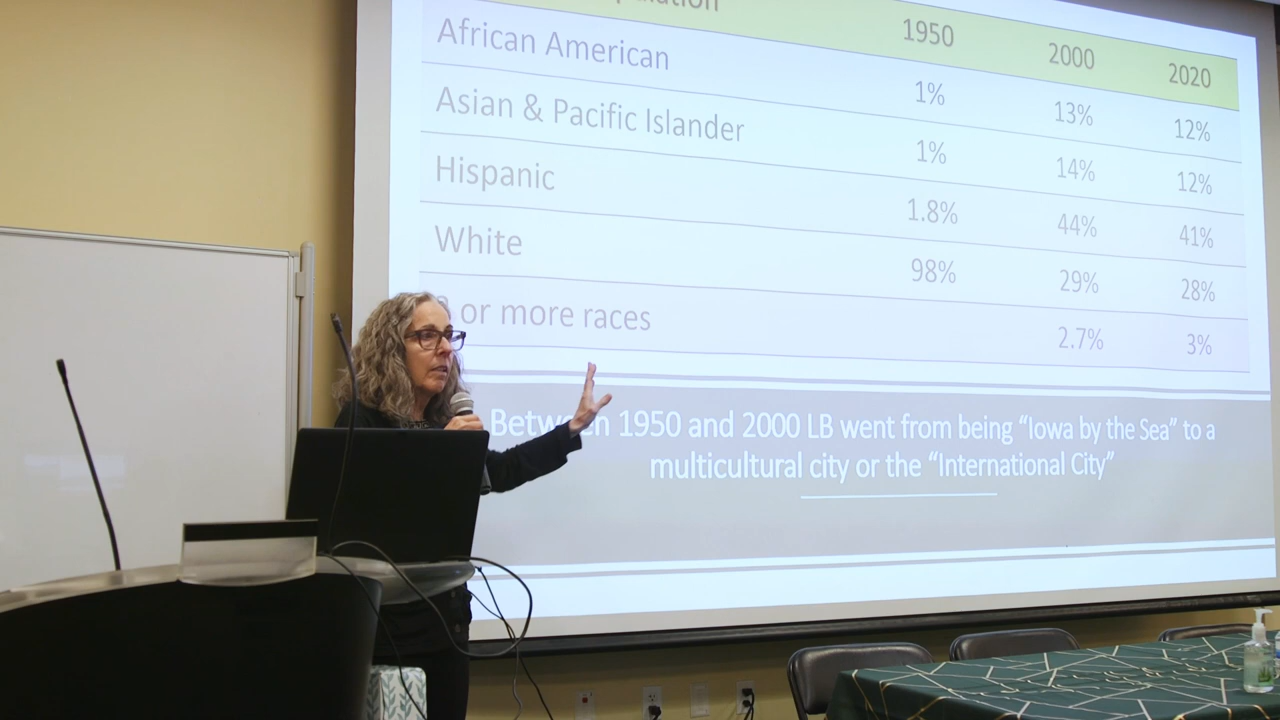 1950 2000 2020
African American 1% 13% 12%
Asian & Pacific Islander 1% 14% 12%
Hispanic 1.8% 44% 41%
White 98% 29% 28%
or more races 2.7% 3%
Between 1950 and 2000 LB went from being "Iowa by the Sea" to a
multicultural city or the "International City"